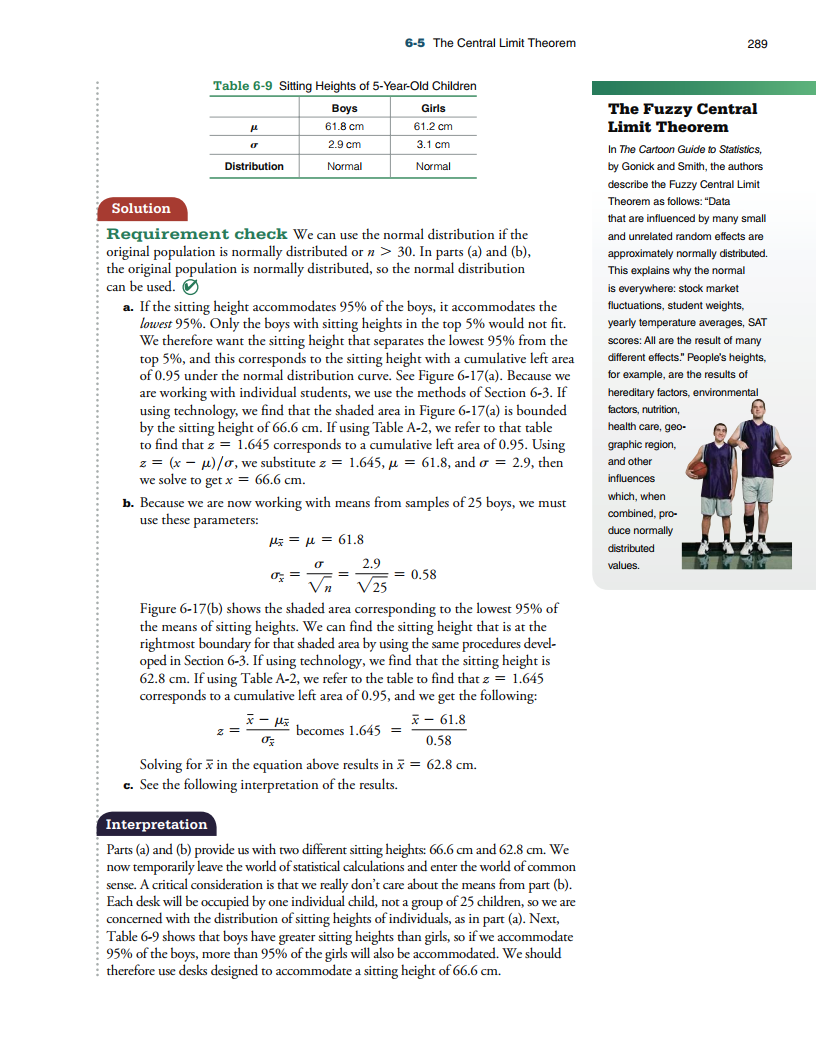 6-5 The Central Limit Theorem 289
Table 6-9 Sitting Heights of 5-Year-Old Children
Boys Girls
μ 61.8 cm 61.2 cm
σ 2.9 cm 3.1 cm
Distribution Normal Normal
Solution
Requirement check We can use the normal distribution if the
original population is normally distributed or n > 30. In parts (a) and (b),
the original population is normally distributed, so the normal distribution
can be used.
a. If the sitting height accommodates 95% of the boys, it accommodates the
lowest 95%. Only the boys with sitting heights in the top 5% would not fit.
We therefore want the sitting height that separates the lowest 95% from the
top 5%, and this corresponds to the sitting height with a cumulative left area
of 0.95 under the normal distribution curve. See Figure 6-17(a). Because we
are working with individual students, we use the methods of Section 6-3. If
using technology, we find that the shaded area in Figure 6-17(a) is bounded
by the sitting height of 66.6 cm. If using Table A-2, we refer to that table
to find that z = 1.645 corresponds to a cumulative left area of 0.95. Using
z = (x − μ)/σ, we substitute z = 1.645, μ = 61.8, and σ = 2.9, then
we solve to get x = 66.6 cm.
b. Because we are now working with means from samples of 25 boys, we must
use these parameters:
μx̄ = μ = 61.8
σx̄ = σ/√n = 2.9/√25 = 0.58
Figure 6-17(b) shows the shaded area corresponding to the lowest 95% of
the means of sitting heights. We can find the sitting height that is at the
rightmost boundary for that shaded area by using the same procedures devel-
oped in Section 6-3. If using technology, we find that the sitting height is
62.8 cm. If using Table A-2, we refer to the table to find that z = 1.645
corresponds to a cumulative left area of 0.95, and we get the following:
z = (x̄ − μx̄)/σx̄ becomes 1.645 = (x̄ − 61.8)/0.58
Solving for x̄ in the equation above results in x̄ = 62.8 cm.
c. See the following interpretation of the results.
Interpretation
Parts (a) and (b) provide us with two different sitting heights: 66.6 cm and 62.8 cm. We
now temporarily leave the world of statistical calculations and enter the world of common
sense. A critical consideration is that we really don't care about the means from part (b).
Each desk will be occupied by one individual child, not a group of 25 children, so we are
concerned with the distribution of sitting heights of individuals, as in part (a). Next,
Table 6-9 shows that boys have greater sitting heights than girls, so if we accommodate
95% of the boys, more than 95% of the girls will also be accommodated. We should
therefore use desks designed to accommodate a sitting height of 66.6 cm.
The Fuzzy Central
Limit Theorem
In The Cartoon Guide to Statistics,
by Gonick and Smith, the authors
describe the Fuzzy Central Limit
Theorem as follows: “Data
that are influenced by many small
and unrelated random effects are
approximately normally distributed.
This explains why the normal
is everywhere: stock market
fluctuations, student weights,
yearly temperature averages, SAT
scores: All are the result of many
different effects.” People's heights,
for example, are the results of
hereditary factors, environmental
factors, nutrition,
health care, geo-
graphic region,
and other
influences
which, when
combined, pro-
duce normally
distributed
values.